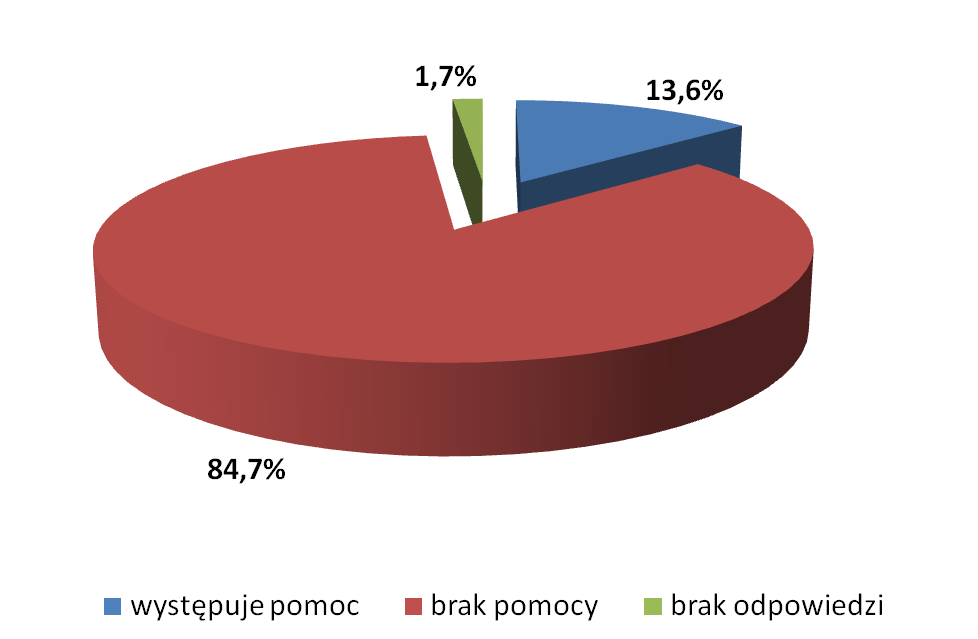 1,7%
13,6%
84,7%
występuje pomoc
brak pomocy
brak odpowiedzi